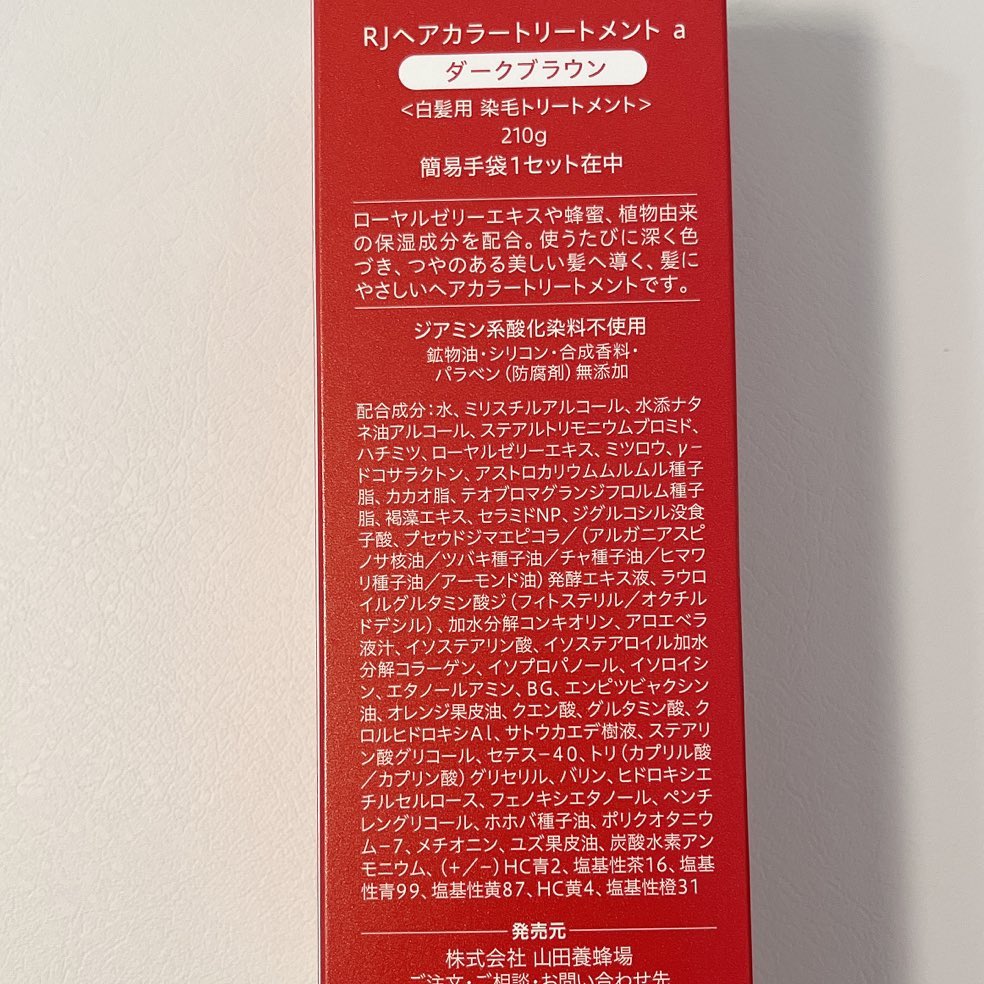 RJヘアカラートリートメント a
ダークブラウン
<白髪用 染毛トリートメント>
210g
簡易手袋1セット在中
ローヤルゼリーエキスや蜂蜜、植物由来
の保湿成分を配合。使うたびに深く色
づき、つやのある美しい髪へ導く、髪に
やさしいヘアカラートリートメントです。
ジアミン系酸化染料不使用
鉱物油・シリコン・合成香料・
パラベン(防腐剤)無添加
配合成分:水、ミリスチルアルコール、水添ナタ
ネ油アルコール、ステアルトリモニウムブロミド、
ハチミツ、ローヤルゼリーエキス、ミツロウ、γ-
ドコサラクトン、アストロカリウムムルムル種子
脂、カカオ脂、テオブロマグランジフロルム種子
脂、褐藻エキス、セラミドNP、ジグルコシル没食
子酸、プセウドジマエピコラ/(アルガニアスピ
ノサ核油/ツバキ種子油/チャ種子油/ヒマワ
リ種子油/アーモンド油)発酵エキス液、ラウロ
イルグルタミン酸ジ(フィトステリル/オクチル
ドデシル)、加水分解コンキオリン、アロエベラ
液汁、イソステアリン酸、イソステアロイル加水
分解コラーゲン、イソプロパノール、イソロイシ
ン、エタノールアミン、BG、エンピツビャクシン
油、オレンジ果皮油、クエン酸、グルタミン酸、ク
ロルヒドロキシAl、サトウカエデ樹液、ステアリ
ン酸グリコール、セテス-40、トリ(カプリル酸
/カプリン酸)グリセリル、バリン、ヒドロキシエ
チルセルロース、フェノキシエタノール、ペンチ
レングリコール、ホホバ種子油、ポリクオタニウ
ム-7、メチオニン、ユズ果皮油、炭酸水素アン
モニウム、(+/-)HC青2、塩基性茶16、塩基
性青99、塩基性黄87、HC黄4、塩基性橙31
発売元
株式会社 山田養蜂場
ご注文・ご相談・お問い合わせ先